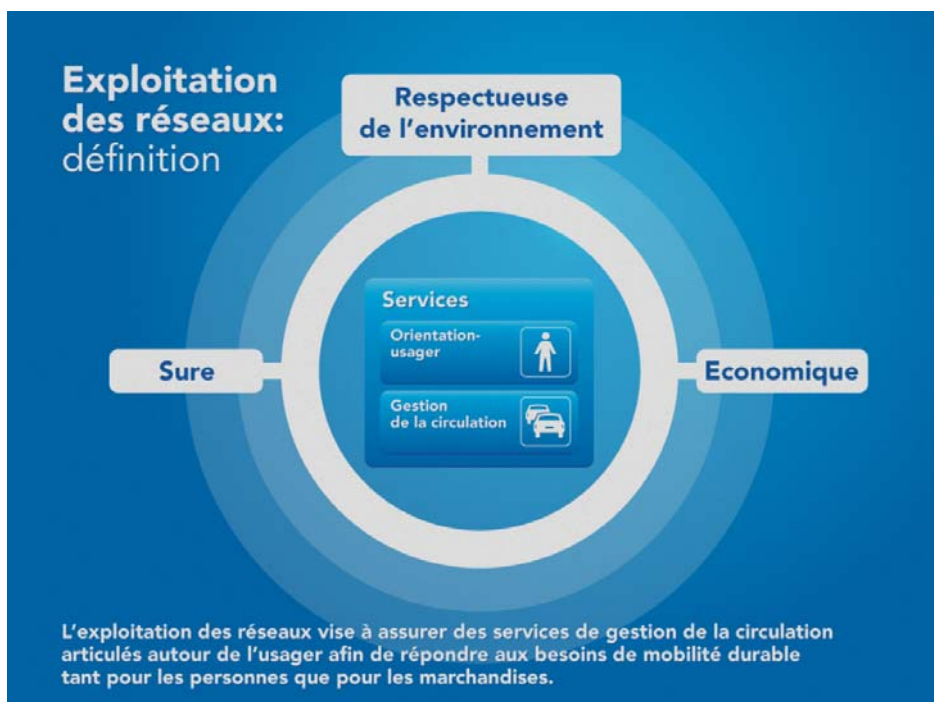 Exploitation
des réseaux:
définition
Respectueuse
de l'environnement
Services
Orientation-
usager
Sure
Economique
Gestion
de la circulation
L'exploitation des réseaux vise à assurer des services de gestion de la circulation
articulés autour de l'usager afin de répondre aux besoins de mobilité durable
tant pour les personnes que pour les marchandises.